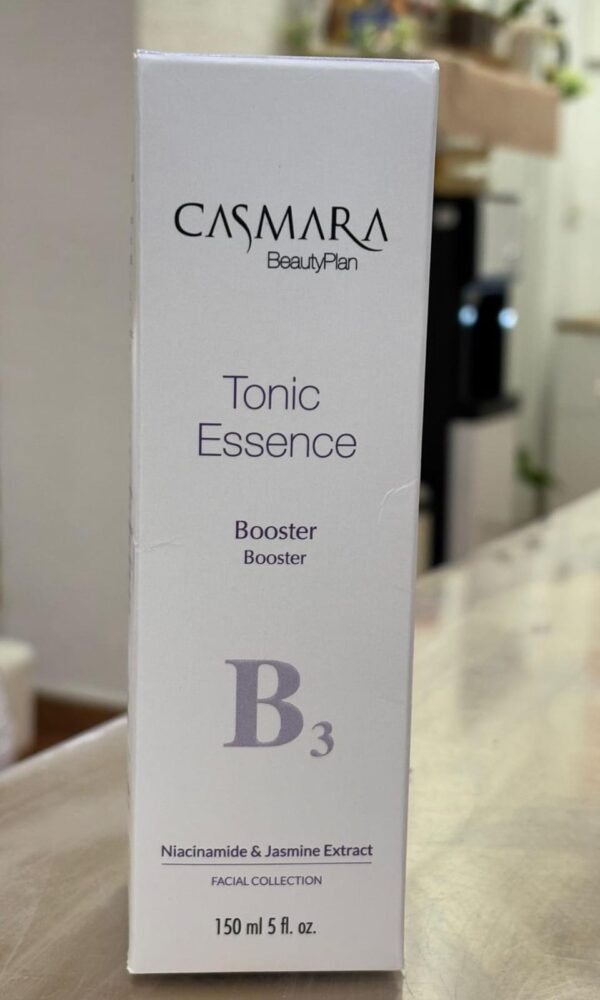 CASMARA
BeautyPlan
Tonic
Essence
Booster
Booster
B3
Niacinamide & Jasmine Extract
FACIAL COLLECTION
150 ml 5 fl. oz.